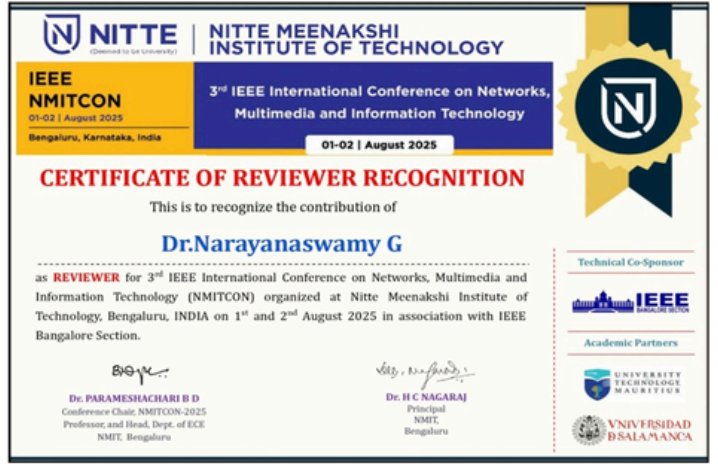 NITTE
(Deemed to be University)
NITTE MEENAKSHI
INSTITUTE OF TECHNOLOGY
IEEE
NMITCON
01-02 | August 2025
Bengaluru, Karnataka, India
3rd IEEE International Conference on Networks,
Multimedia and Information Technology
01-02 | August 2025
CERTIFICATE OF REVIEWER RECOGNITION
This is to recognize the contribution of
Dr.Narayanaswamy G
as REVIEWER for 3rd IEEE International Conference on Networks, Multimedia and
Information Technology (NMITCON) organized at Nitte Meenakshi Institute of
Technology, Bengaluru, INDIA on 1st and 2nd August 2025 in association with IEEE
Bangalore Section.
Dr. PARAMESHACHARI B D
Conference Chair, NMITCON-2025
Professor, and Head, Dept. of ECE
NMIT, Bengaluru
Dr. H C NAGARAJ
Principal
NMIT,
Bengaluru
Technical Co-Sponsor
IEEE
BANGALORE SECTION
Academic Partners
UNIVERSITY
TECHNOLOGY
MAURITIUS
VNIVERSIDAD
D SALAMANCA